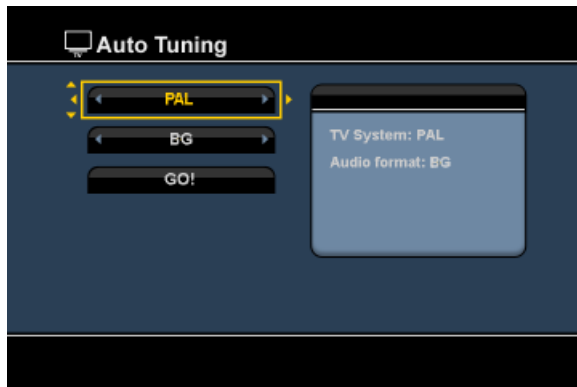 Auto Tuning
PAL
BG
GO!
TV System: PAL
Audio format: BG